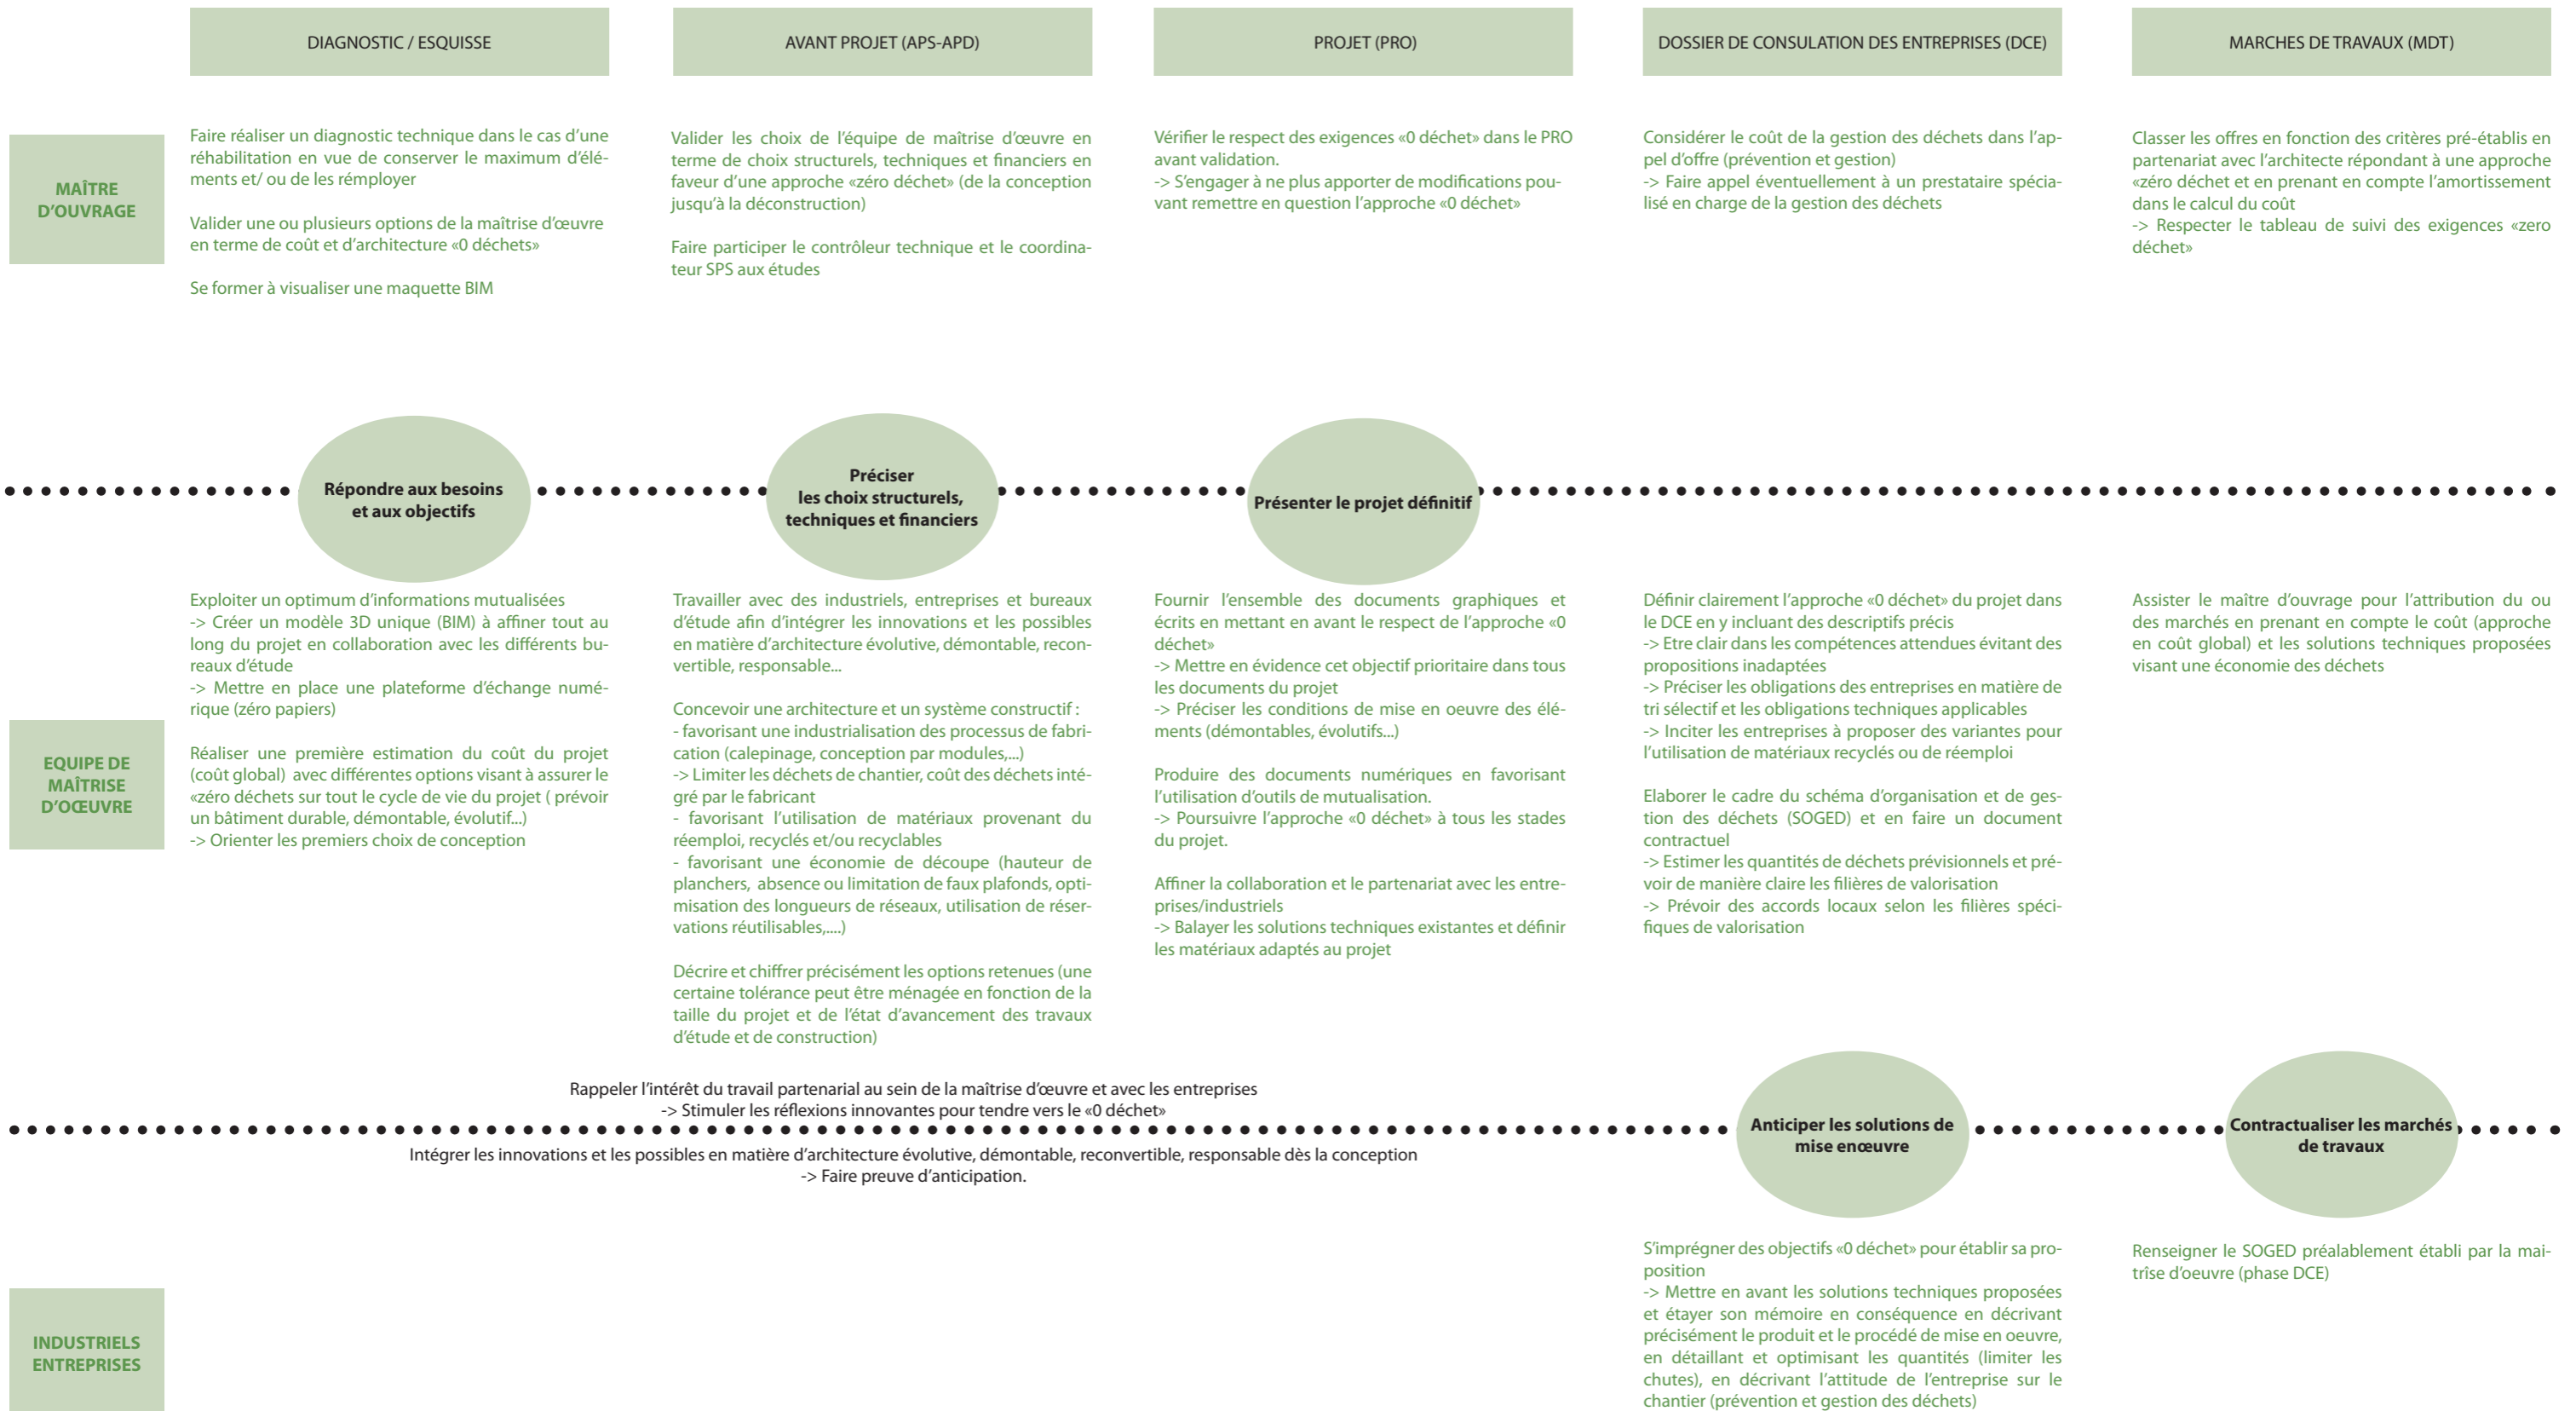 DIAGNOSTIC / ESQUISSE
AVANT PROJET (APS-APD)
PROJET (PRO)
DOSSIER DE CONSULATION DES ENTREPRISES (DCE)
MARCHES DE TRAVAUX (MDT)
MAÎTRE
D'OUVRAGE
Faire réaliser un diagnostic technique dans le cas d'une
réhabilitation en vue de conserver le maximum d'élé-
ments et/ ou de les rémployer
Valider une ou plusieurs options de la maîtrise d'œuvre
en terme de coût et d'architecture «0 déchets»
Se former à visualiser une maquette BIM
Valider les choix de l'équipe de maîtrise d'œuvre en
terme de choix structurels, techniques et financiers en
faveur d'une approche «zéro déchet» (de la conception
jusqu'à la déconstruction)
Faire participer le contrôleur technique et le coordina-
teur SPS aux études
Vérifier le respect des exigences «0 déchet» dans le PRO
avant validation.
-> S'engager à ne plus apporter de modifications pou-
vant remettre en question l'approche «0 déchet»
Considérer le coût de la gestion des déchets dans l'ap-
pel d'offre (prévention et gestion)
-> Faire appel éventuellement à un prestataire spécia-
lisé en charge de la gestion des déchets
Classer les offres en fonction des critères pré-établis en
partenariat avec l'architecte répondant à une approche
«zéro déchet et en prenant en compte l'amortissement
dans le calcul du coût
-> Respecter le tableau de suivi des exigences «zero
déchet»
Répondre aux besoins
et aux objectifs
Préciser
les choix structurels,
techniques et financiers
Présenter le projet définitif
EQUIPE DE
MAÎTRISE
D'OŒUVRE
Exploiter un optimum d'informations mutualisées
-> Créer un modèle 3D unique (BIM) à affiner tout au
long du projet en collaboration avec les différents bu-
reaux d'étude
-> Mettre en place une plateforme d'échange numé-
rique (zéro papiers)
Réaliser une première estimation du coût du projet
(coût global) avec différentes options visant à assurer le
«zéro déchets sur tout le cycle de vie du projet ( prévoir
un bâtiment durable, démontable, évolutif...)
-> Orienter les premiers choix de conception
Travailler avec des industriels, entreprises et bureaux
d'étude afin d'intégrer les innovations et les possibles
en matière d'architecture évolutive, démontable, recon-
vertible, responsable...
Concevoir une architecture et un système constructif :
- favorisant une industrialisation des processus de fabri-
cation (calepinage, conception par modules,...)
-> Limiter les déchets de chantier, coût des déchets inté-
gré par le fabricant
- favorisant l'utilisation de matériaux provenant du
réemploi, recyclés et/ou recyclables
- favorisant une économie de découpe (hauteur de
planchers, absence ou limitation de faux plafonds, opti-
misation des longueurs de réseaux, utilisation de réser-
vations réutilisables,....)
Décrire et chiffrer précisément les options retenues (une
certaine tolérance peut être ménagée en fonction de la
taille du projet et de l'état d'avancement des travaux
d'étude et de construction)
Fournir l'ensemble des documents graphiques et
écrits en mettant en avant le respect de l'approche «0
déchet»
-> Mettre en évidence cet objectif prioritaire dans tous
les documents du projet
-> Préciser les conditions de mise en oeuvre des élé-
ments (démontables, évolutifs...)
Produire des documents numériques en favorisant
l'utilisation d'outils de mutualisation.
-> Poursuivre l'approche «0 déchet» à tous les stades
du projet.
Affiner la collaboration et le partenariat avec les entre-
prises/industriels
-> Balayer les solutions techniques existantes et définir
les matériaux adaptés au projet
Définir clairement l'approche «0 déchet» du projet dans
le DCE en y incluant des descriptifs précis
-> Etre clair dans les compétences attendues évitant des
propositions inadaptées
-> Préciser les obligations des entreprises en matière de
tri sélectif et les obligations techniques applicables
-> Inciter les entreprises à proposer des variantes pour
l'utilisation de matériaux recyclés ou de réemploi
Elaborer le cadre du schéma d'organisation et de ges-
tion des déchets (SOGED) et en faire un document
contractuel
-> Estimer les quantités de déchets prévisionnels et pré-
voir de manière claire les filières de valorisation
-> Prévoir des accords locaux selon les filières spéci-
fiques de valorisation
Assister le maître d'ouvrage pour l'attribution du ou
des marchés en prenant en compte le coût (approche
en coût global) et les solutions techniques proposées
visant une économie des déchets
Rappeler l'intérêt du travail partenarial au sein de la maîtrise d'œuvre et avec les entreprises
-> Stimuler les réflexions innovantes pour tendre vers le «0 déchet»
Intégrer les innovations et les possibles en matière d'architecture évolutive, démontable, reconvertible, responsable dès la conception
-> Faire preuve d'anticipation.
Anticiper les solutions de
mise enœuvre
Contractualiser les marchés
de travaux
INDUSTRIELS
ENTREPRISES
S'imprégner des objectifs «0 déchet» pour établir sa pro-
position
-> Mettre en avant les solutions techniques proposées
et étayer son mémoire en conséquence en décrivant
précisément le produit et le procédé de mise en oeuvre,
en détaillant et optimisant les quantités (limiter les
chutes), en décrivant l'attitude de l'entreprise sur le
chantier (prévention et gestion des déchets)
Renseigner le SOGED préalablement établi par la mai-
trîse d'oeuvre (phase DCE)